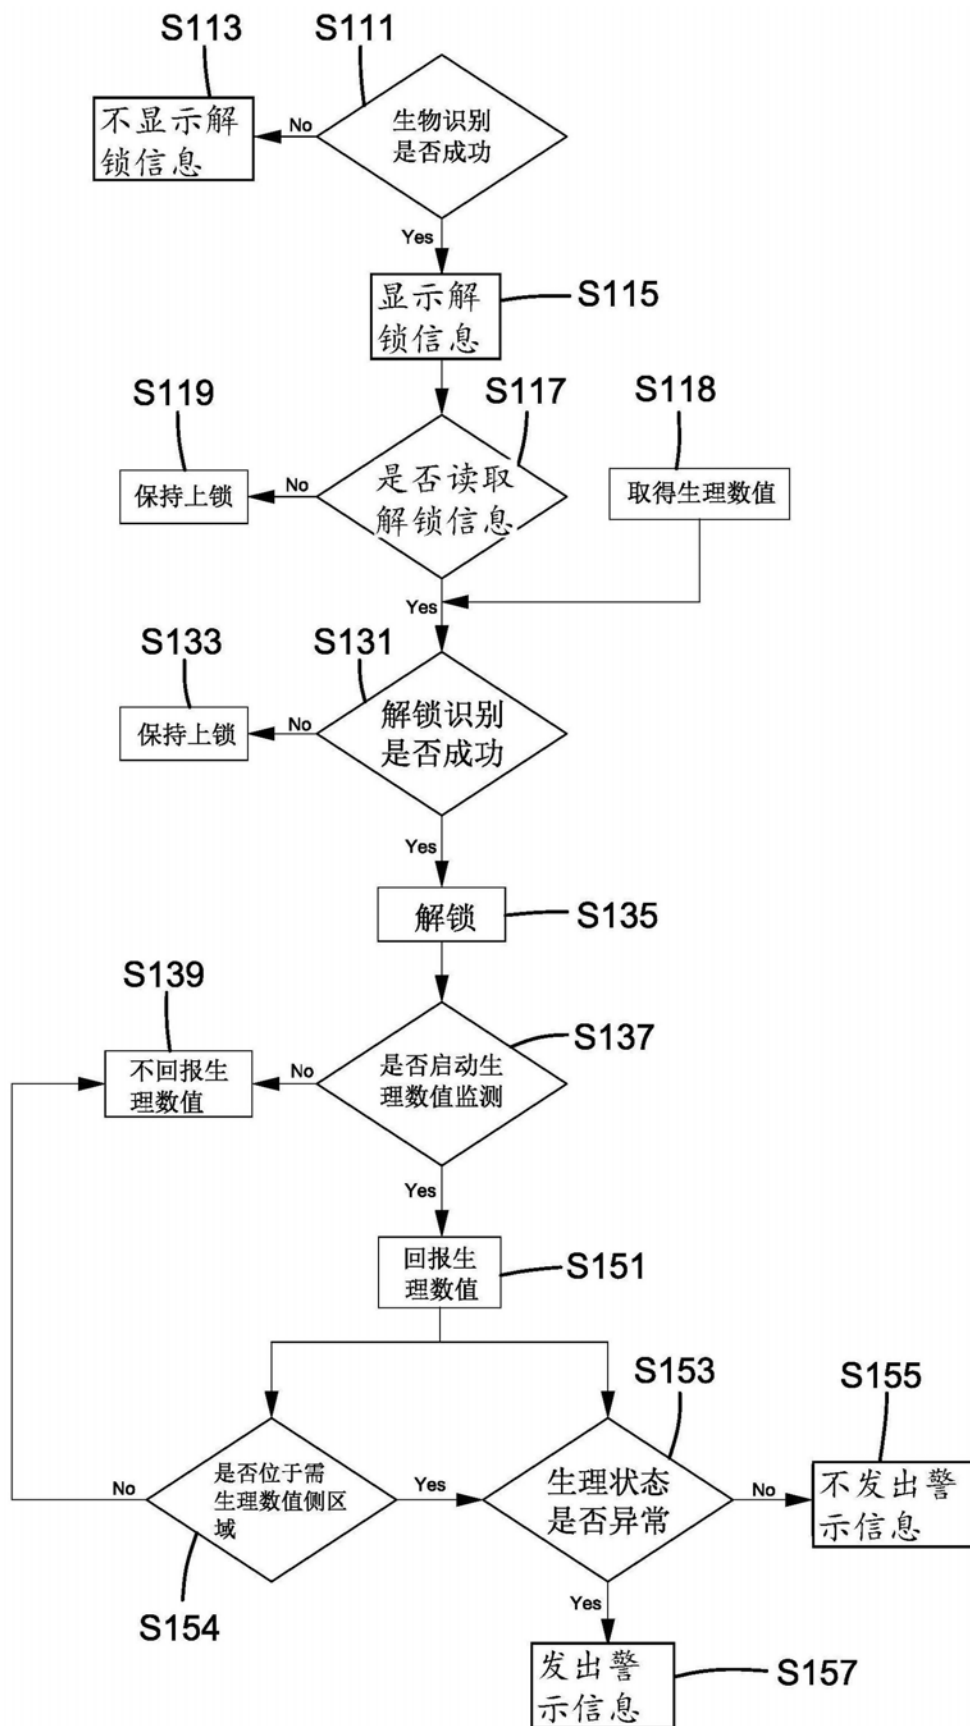 S113
S111
不显示解
锁信息
No
生物识别
是否成功
Yes
显示解
锁信息
S115
S119
S117
S118
保持上锁
No
是否读取
解锁信息
取得生理数值
Yes
S133
S131
保持上锁
No
解锁识别
是否成功
Yes
解锁
S135
S139
S137
不回报生
理数值
No
是否启动生
理数值监测
Yes
回报生
理数值
S151
S153
S155
No
是否位于需
生理数值侧区
域
Yes
生理状态
是否异常
No
不发出警
示信息
S154
Yes
发出警
示信息
S157